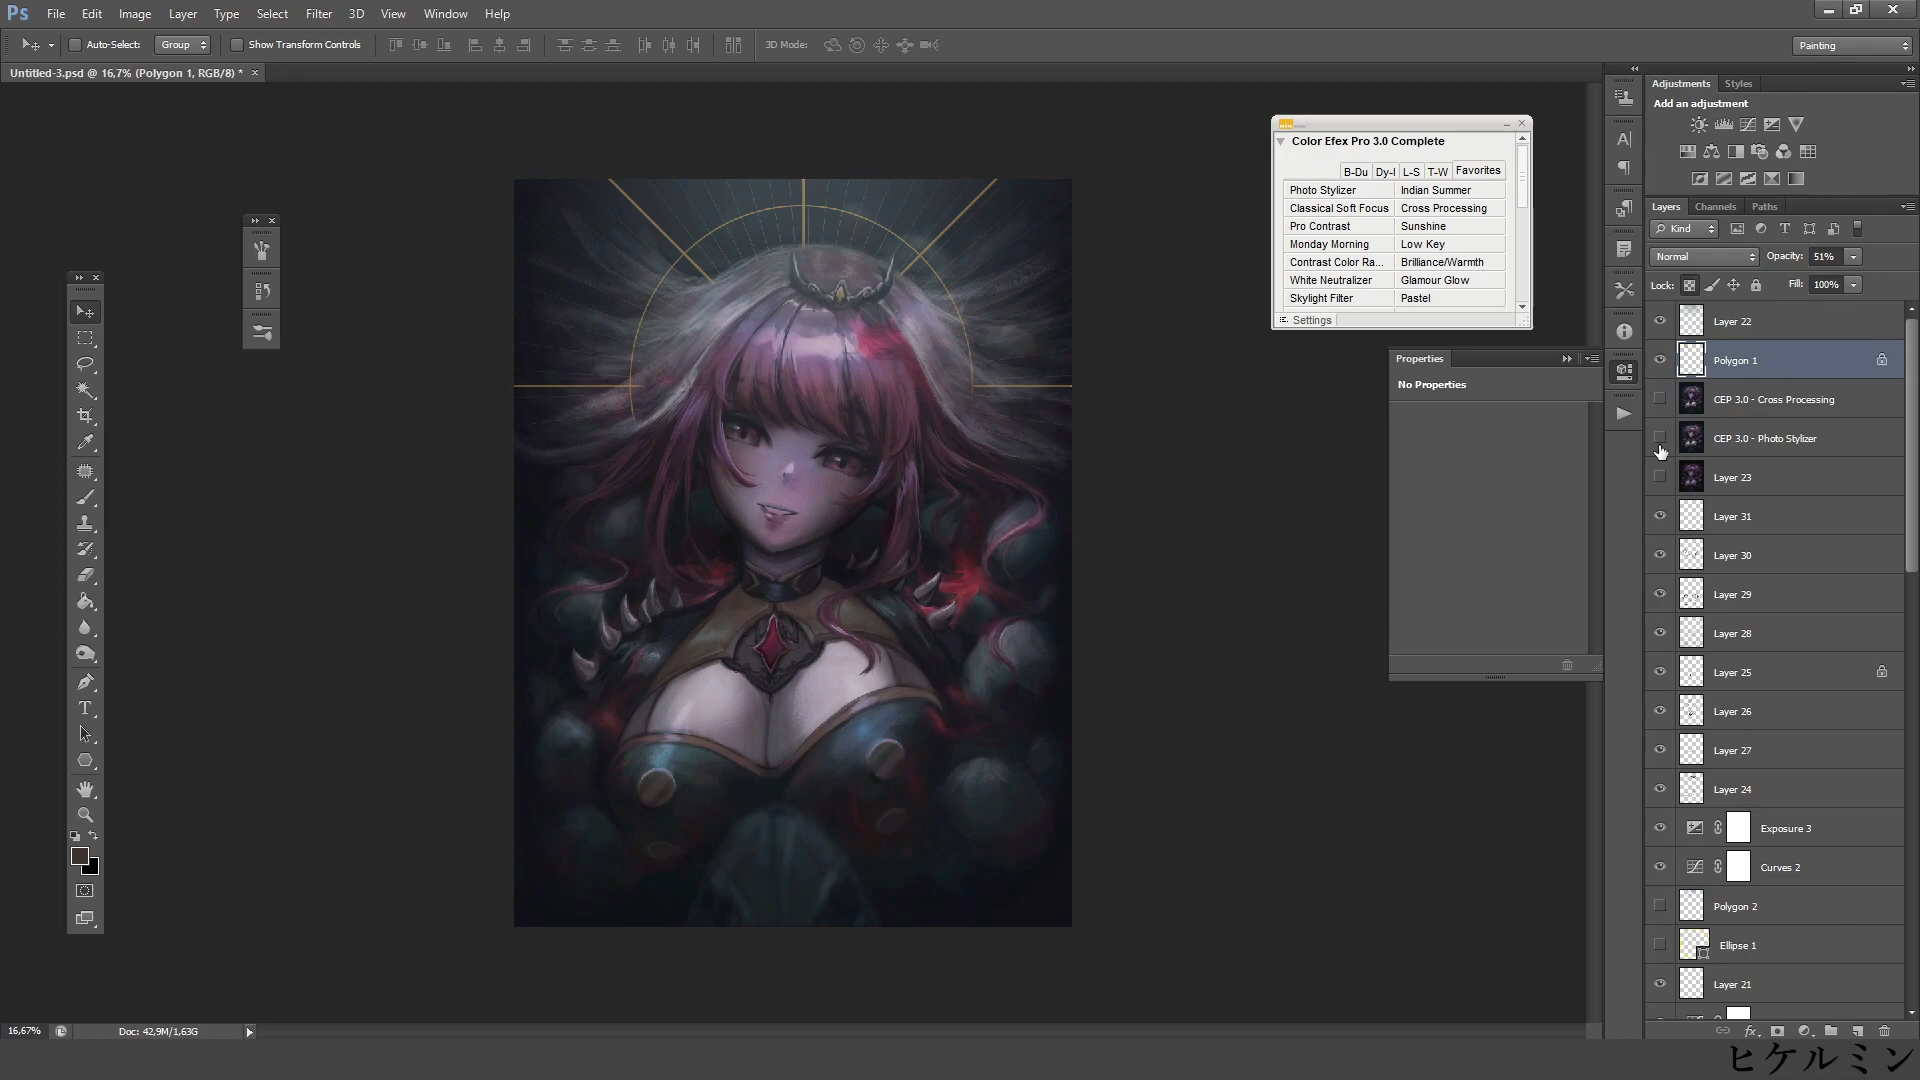 Ps File Edit Image Layer Type Select Filter 3D View Window Help
Auto-Select: Group Show Transform Controls 3D Mode: Painting
Untitled-3.psd @ 16,7% (Polygon 1, RGB/8) * ×
Color Efex Pro 3.0 Complete
B-Du Dy-I L-S T-W Favorites
Photo Stylizer Indian Summer
Classical Soft Focus Cross Processing
Pro Contrast Sunshine
Monday Morning Low Key
Contrast Color Ra... Brilliance/Warmth
White Neutralizer Glamour Glow
Skylight Filter Pastel
Settings
Properties
No Properties
Adjustments Styles
Add an adjustment
Layers Channels Paths
Kind
Normal Opacity: 51%
Lock: Fill: 100%
Layer 22
Polygon 1
CEP 3.0 - Cross Processing
CEP 3.0 - Photo Stylizer
Layer 23
Layer 31
Layer 30
Layer 29
Layer 28
Layer 25
Layer 26
Layer 27
Layer 24
Exposure 3
Curves 2
Polygon 2
Ellipse 1
Layer 21
16,67% Doc: 42,9M/1,63G
ヒケルミン